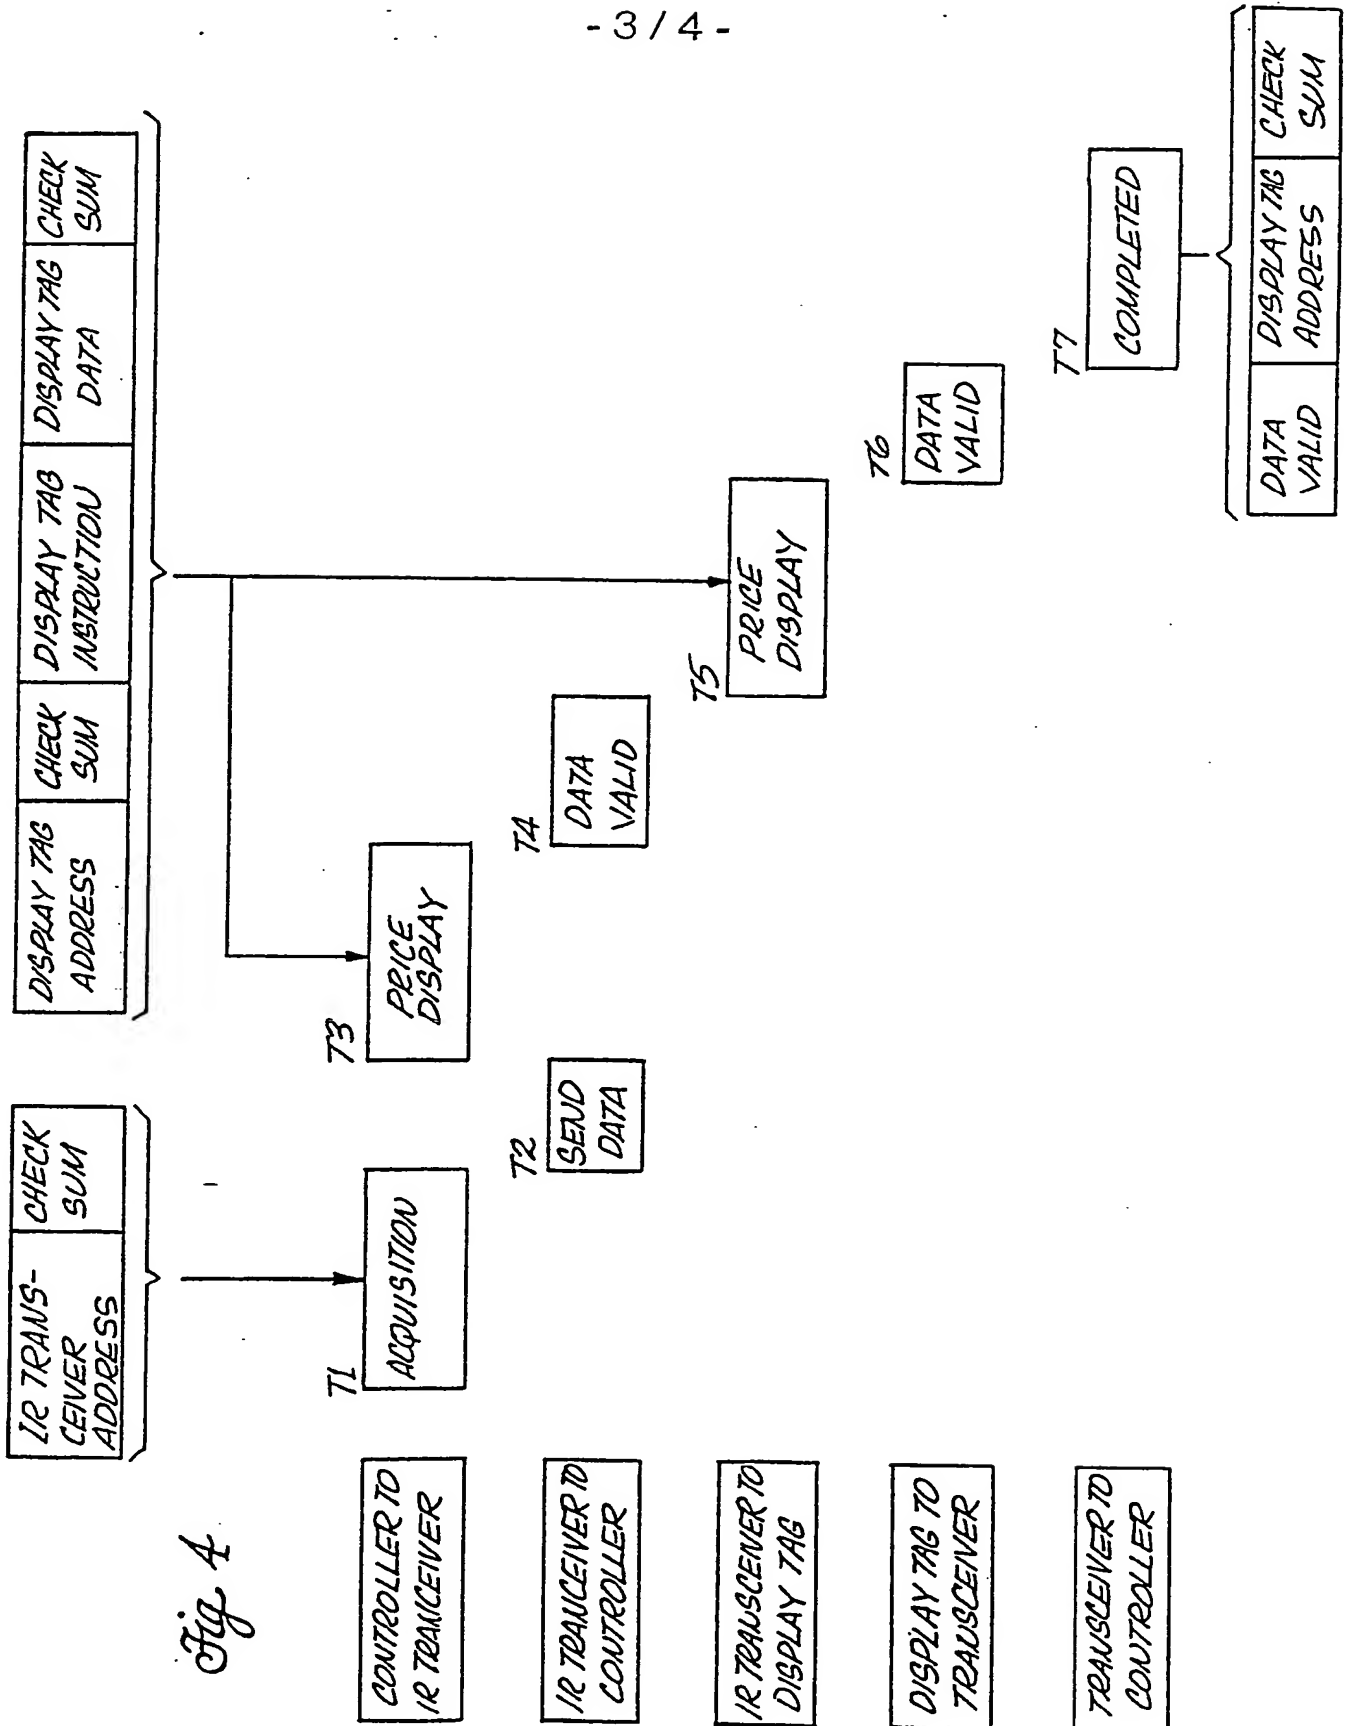 - 3 / 4 -
Fig 4
IR TRANS-
CEIVER
ADDRESS
CHECK
SUM
DISPLAY TAG
ADDRESS
CHECK
SUM
DISPLAY TAG
INSTRUCTION
DISPLAY TAG
DATA
CHECK
SUM
CONTROLLER TO
IR TRANCEIVER
T1
ACQUISITION
T3
PRICE
DISPLAY
IR TRANCEIVER TO
CONTROLLER
T2
SEND
DATA
T4
DATA
VALID
IR TRANSCEIVER TO
DISPLAY TAG
T5
PRICE
DISPLAY
DISPLAY TAG TO
TRANSCEIVER
T6
DATA
VALID
TRANSCEIVER TO
CONTROLLER
T7
COMPLETED
DATA
VALID
DISPLAY TAG
ADDRESS
CHECK
SUM